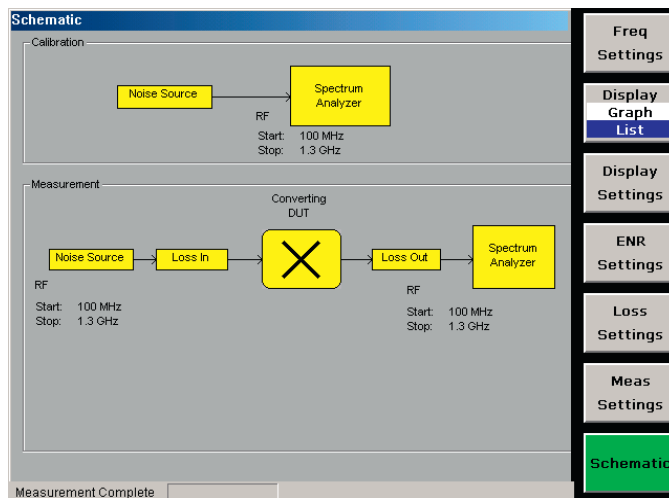 Schematic
Calibration
Noise Source
Spectrum
Analyzer
RF
Start: 100 MHz
Stop: 1.3 GHz
Measurement
Converting
DUT
Noise Source
Loss In
Loss Out
Spectrum
Analyzer
RF
Start: 100 MHz
Stop: 1.3 GHz
RF
Start: 100 MHz
Stop: 1.3 GHz
Measurement Complete
Freq
Settings
Display
Graph
List
Display
Settings
ENR
Settings
Loss
Settings
Meas
Settings
Schematic